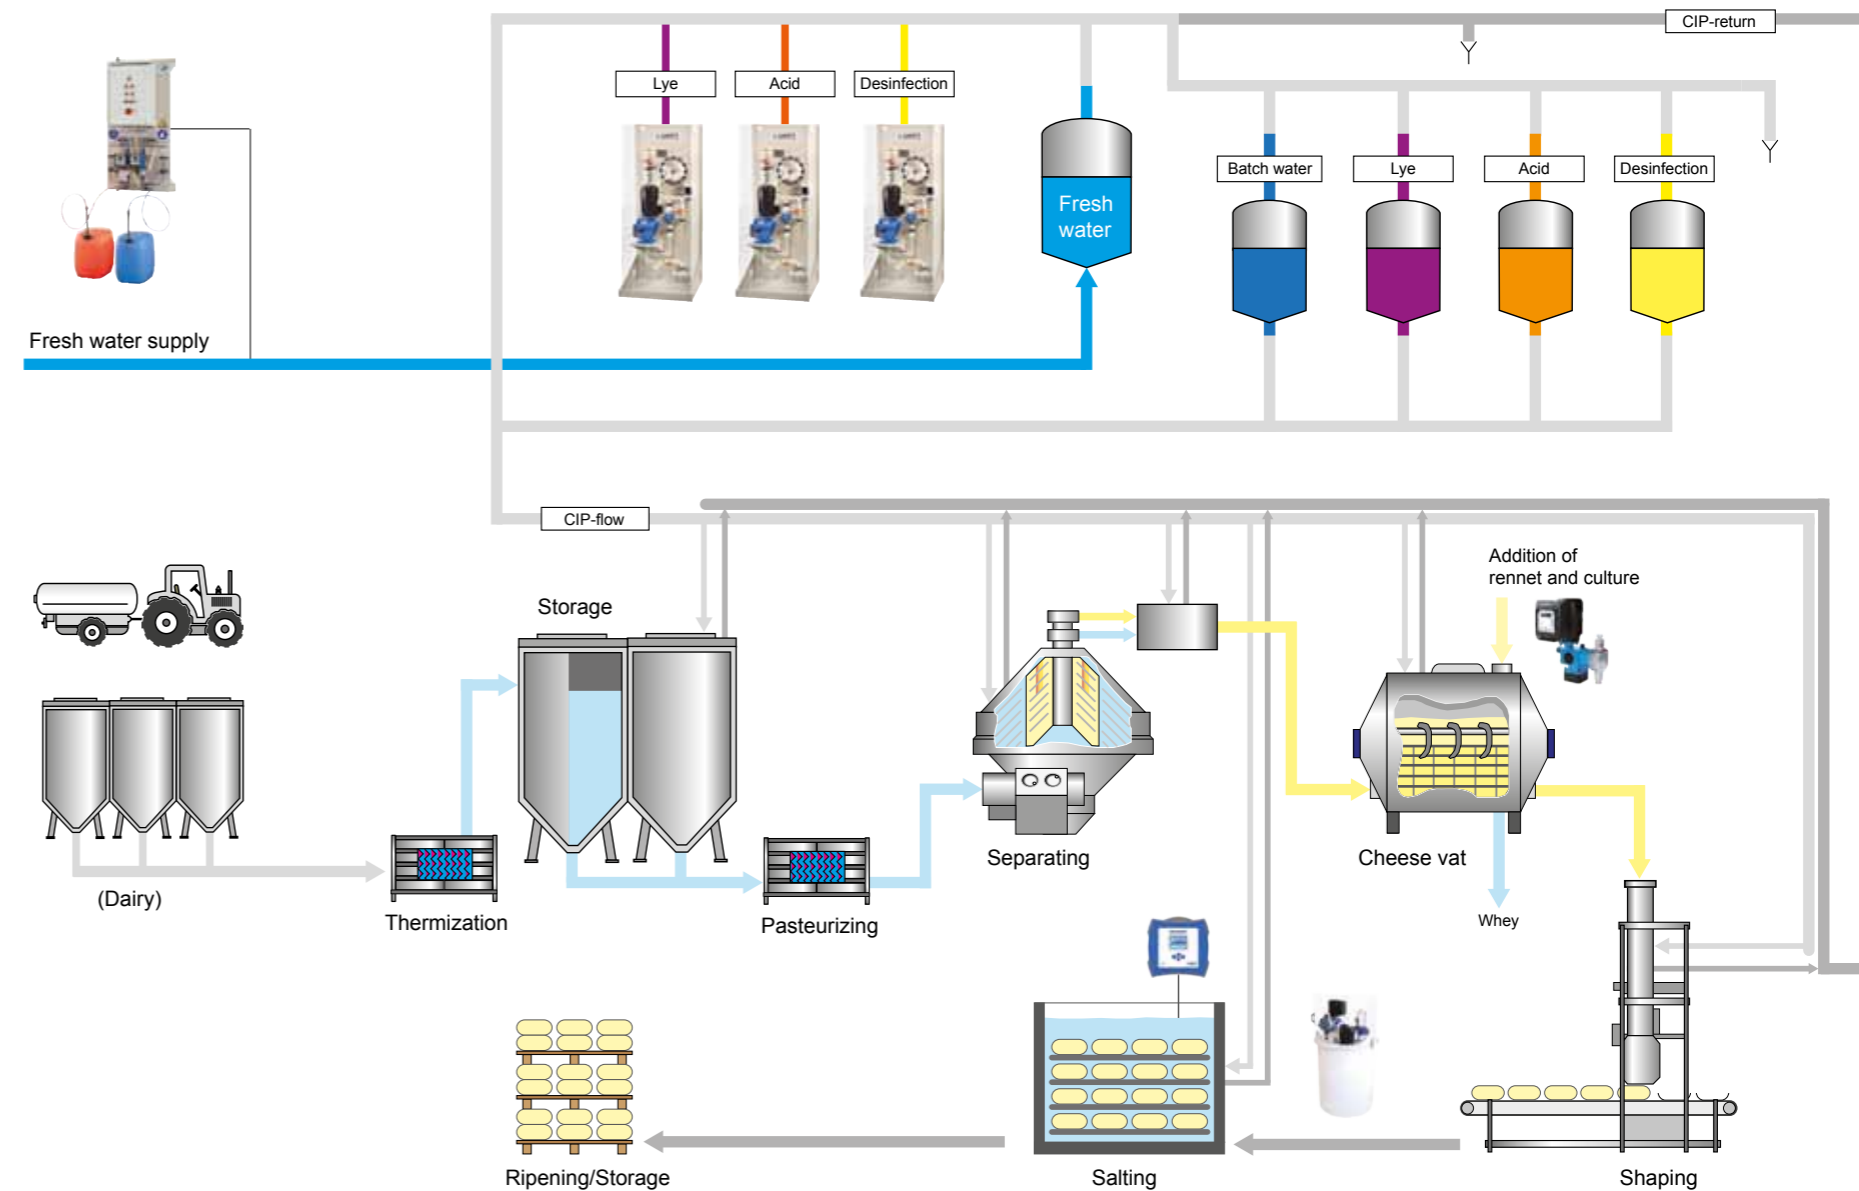 CIP-return
Lye
Acid
Desinfection
Batch water
Lye
Acid
Desinfection
Fresh
water
Fresh water supply
CIP-flow
Addition of
rennet and culture
Storage
Separating
Cheese vat
(Dairy)
Thermization
Pasteurizing
Whey
Ripening/Storage
Salting
Shaping